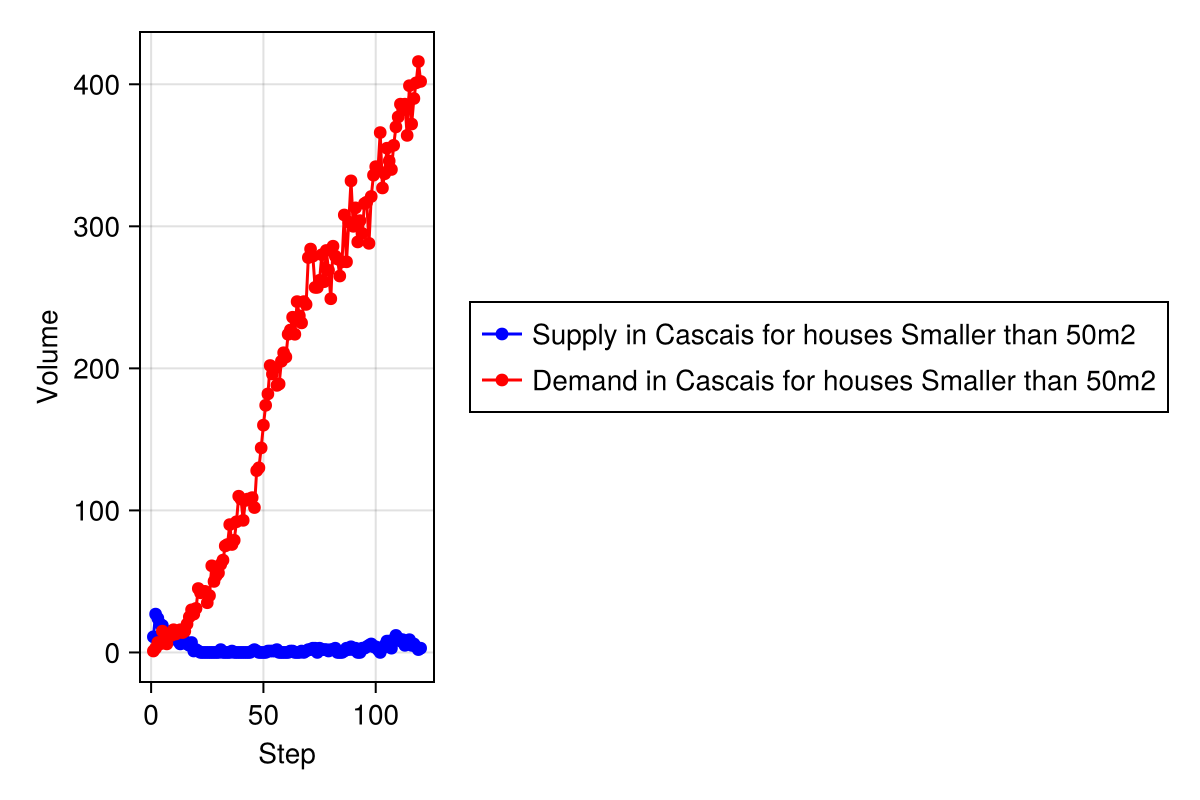 400
300
200
100
0
Volume
0 50 100
Step
Supply in Cascais for houses Smaller than 50m2
Demand in Cascais for houses Smaller than 50m2